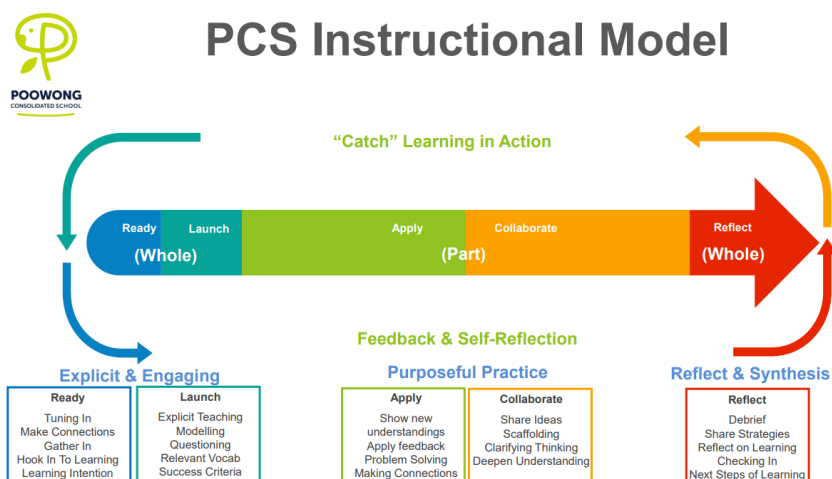 PCS Instructional Model
POOWONG
CONSOLIDATED SCHOOL
“Catch” Learning in Action
Ready
Launch
Apply
Collaborate
Reflect
(Whole)
(Part)
(Whole)
Feedback & Self-Reflection
Explicit & Engaging
Purposeful Practice
Reflect & Synthesis
Ready
Tuning In
Make Connections
Gather In
Hook In To Learning
Learning Intention
Launch
Explicit Teaching
Modelling
Questioning
Relevant Vocab
Success Criteria
Apply
Show new
understandings
Apply feedback
Problem Solving
Making Connections
Collaborate
Share Ideas
Scaffolding
Clarifying Thinking
Deepen Understanding
Reflect
Debrief
Share Strategies
Reflect on Learning
Checking In
Next Steps of Learning